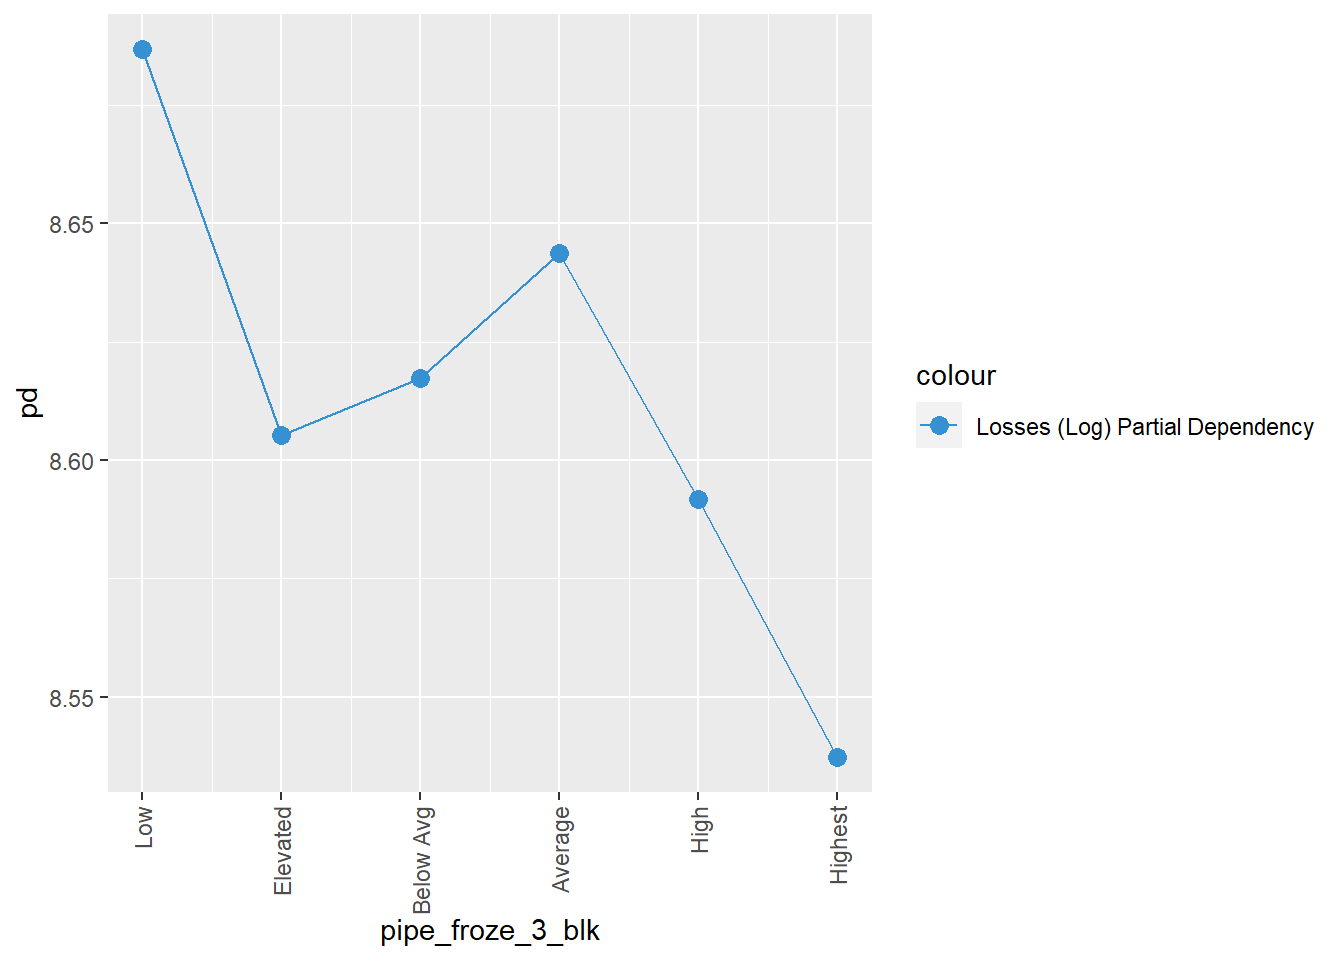 8.65
8.60
8.55
pd
Low
Elevated
Below Avg
Average
High
Highest
pipe_froze_3_blk
colour
Losses (Log) Partial Dependency